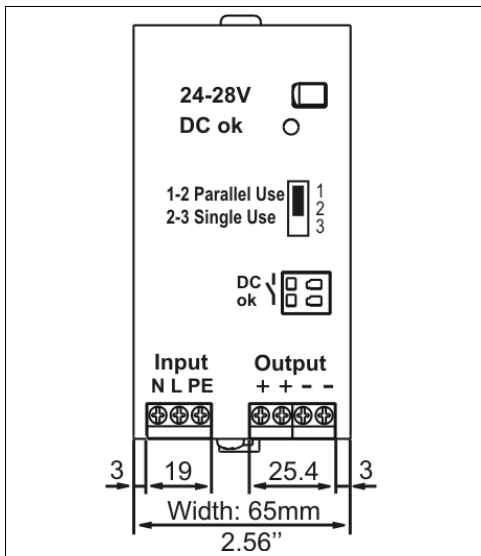 24-28V
DC ok
1-2 Parallel Use
2-3 Single Use
1
2
3
DC
ok
Input
Output
N L PE
+ + - -
3
19
25.4
3
Width: 65mm
2.56’’